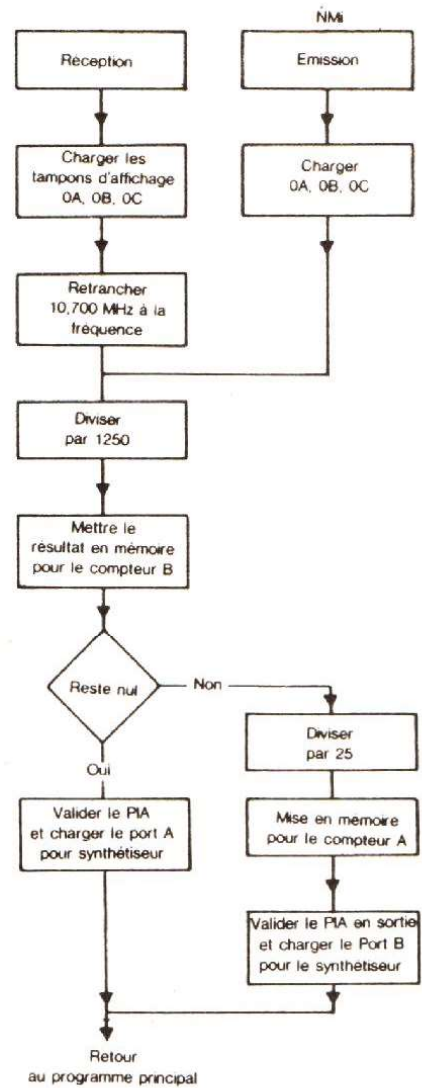 NMi
Réception
Emission
Charger les
tampons d'affichage
0A, 0B, 0C
Charger
0A, 0B, 0C
Retrancher
10,700 MHz à la
fréquence
Diviser
par 1250
Mettre le
résultat en mémoire
pour le compteur B
Reste nul
Non
Oui
Diviser
par 25
Valider le PIA
et charger le port A
pour synthétiseur
Mise en mémoire
pour le compteur A
Valider le PIA en sortie
et charger le Port B
pour le synthétiseur
Retour
au programme principal